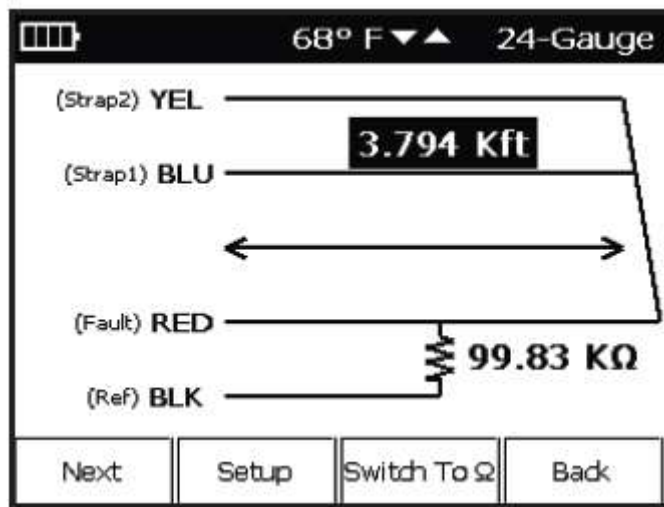 68° F▼▲ 24-Gauge
(Strap2) YEL
3.794 Kft
(Strap1) BLU
(Fault) RED
99.83 KΩ
(Ref) BLK
Next Setup Switch To Ω Back